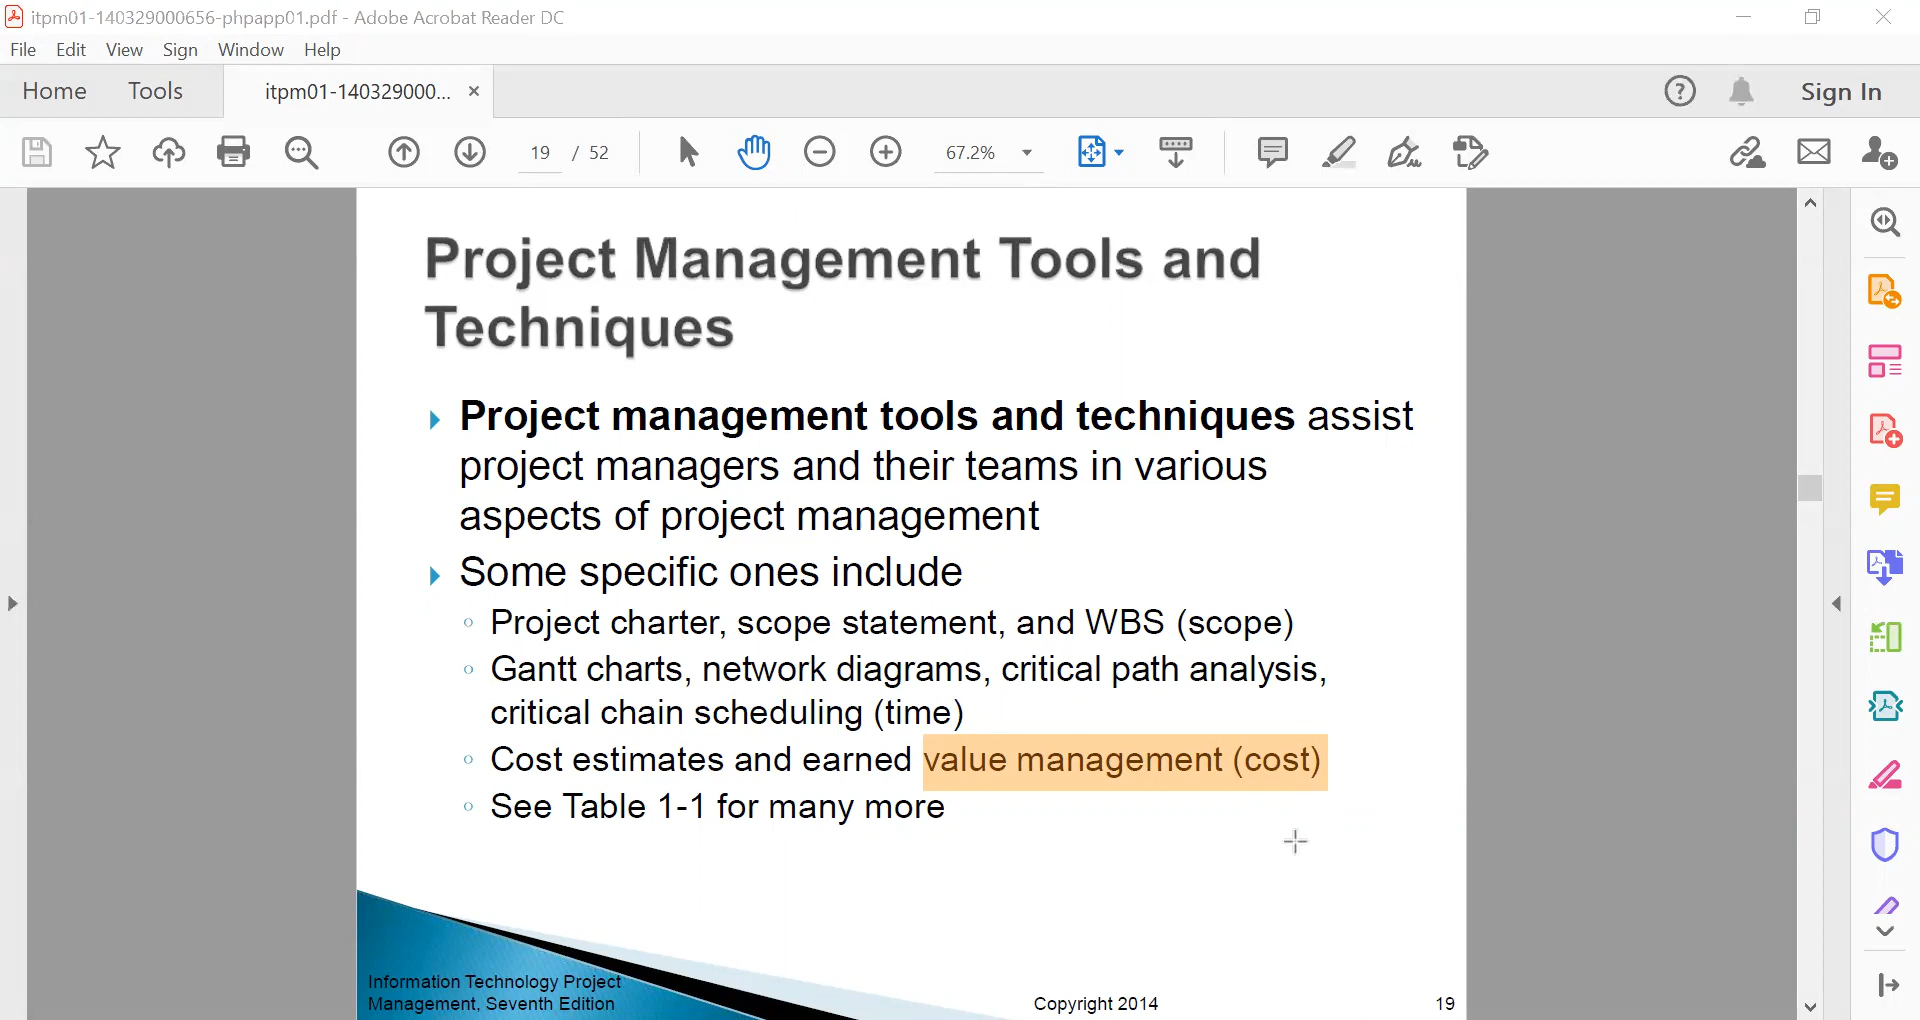 itpm01-140329000656-phpapp01.pdf - Adobe Acrobat Reader DC
File Edit View Sign Window Help
Home Tools itpm01-140329000... × Sign In
19 / 52 67.2%
Project Management Tools and
Techniques
Project management tools and techniques assist
project managers and their teams in various
aspects of project management
Some specific ones include
Project charter, scope statement, and WBS (scope)
Gantt charts, network diagrams, critical path analysis,
critical chain scheduling (time)
Cost estimates and earned value management (cost)
See Table 1-1 for many more
Information Technology Project
Management, Seventh Edition
Copyright 2014
19